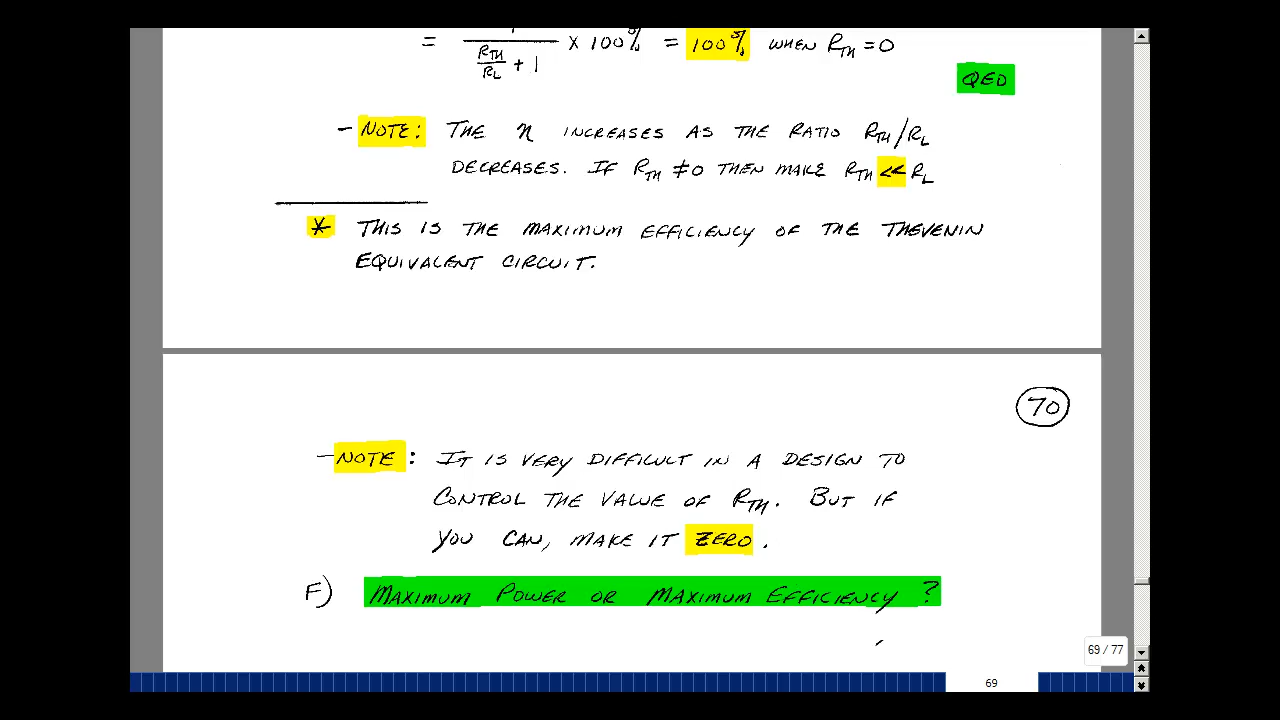 = / RTH/RL + 1 x 100% = 100% WHEN RTH = 0
QED
- NOTE: THE η INCREASES AS THE RATIO RTH/RL
DECREASES. IF RTH ≠ 0 THEN MAKE RTH << RL
* THIS IS THE MAXIMUM EFFICIENCY OF THE THEVENIN
EQUIVALENT CIRCUIT.
70
- NOTE: IT IS VERY DIFFICULT IN A DESIGN TO
CONTROL THE VALUE OF RTH. BUT IF
YOU CAN, MAKE IT ZERO.
F) MAXIMUM POWER OR MAXIMUM EFFICIENCY?
69 / 77
69